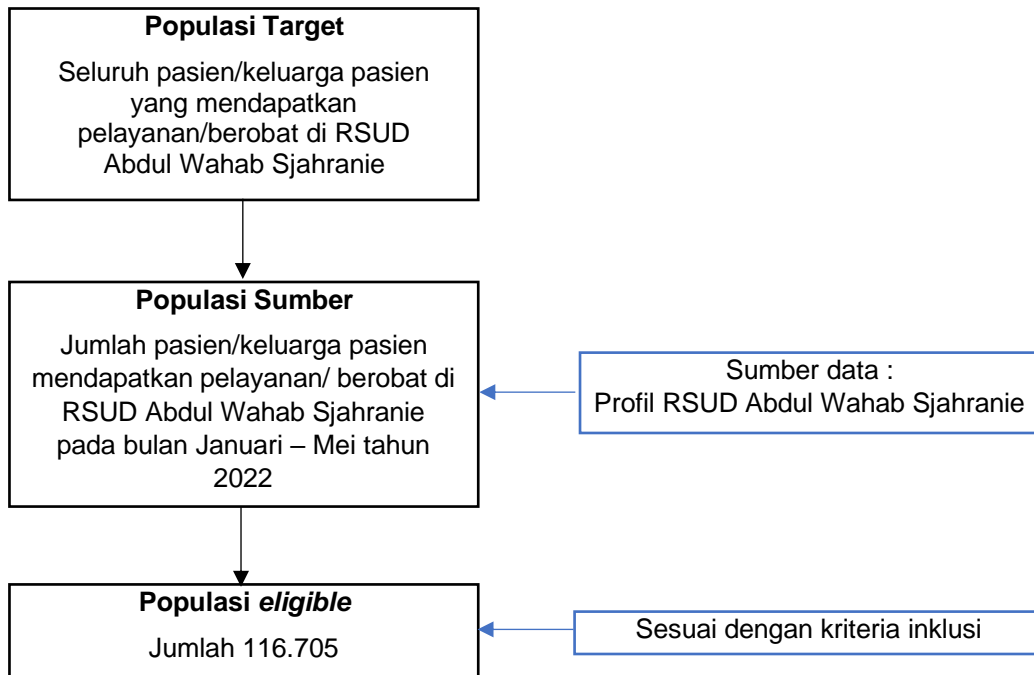 Populasi Target
Seluruh pasien/keluarga pasien
yang mendapatkan
pelayanan/berobat di RSUD
Abdul Wahab Sjahranie
Populasi Sumber
Jumlah pasien/keluarga pasien
mendapatkan pelayanan/ berobat di
RSUD Abdul Wahab Sjahranie
pada bulan Januari – Mei tahun
2022
Sumber data :
Profil RSUD Abdul Wahab Sjahranie
Populasi eligible
Jumlah 116.705
Sesuai dengan kriteria inklusi